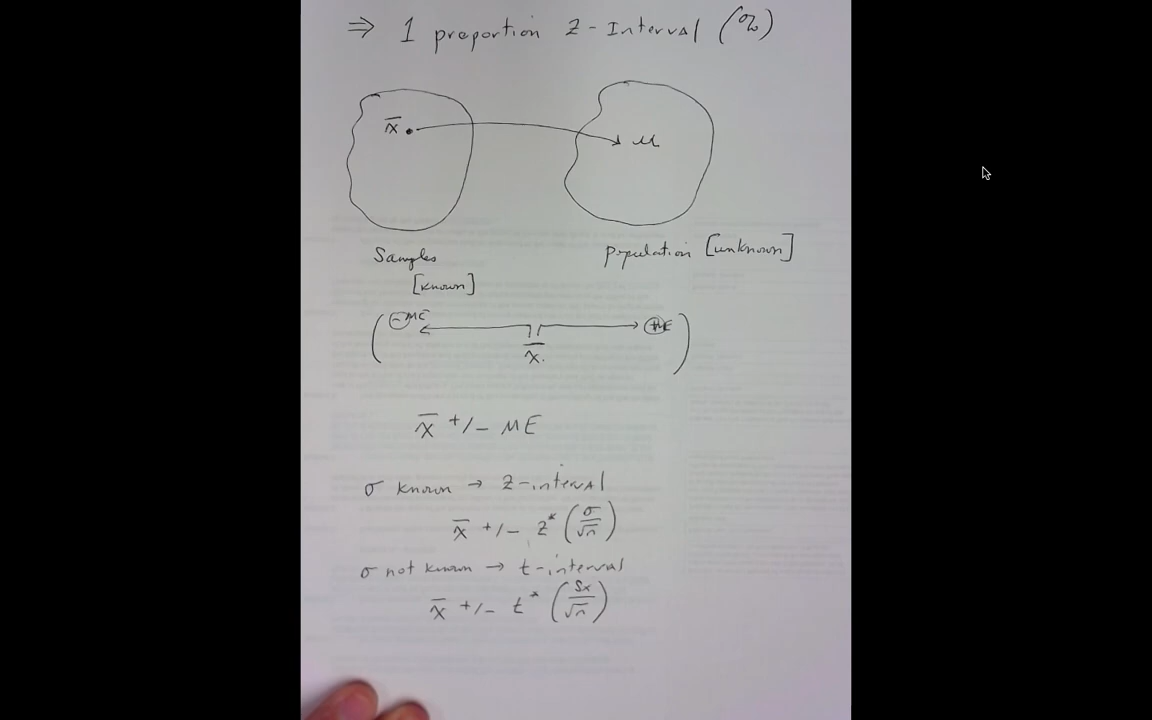 ⇒ 1 proportion Z-Interval (%)
x̄ → μ
Samples
[known]
population [unknown]
( ⊖ME ← x̄ → ⊕ME )
x̄ +/- ME
σ known → Z-interval
x̄ +/- z* (σ/√n)
σ not known → t-interval
x̄ +/- t* (Sx/√n)